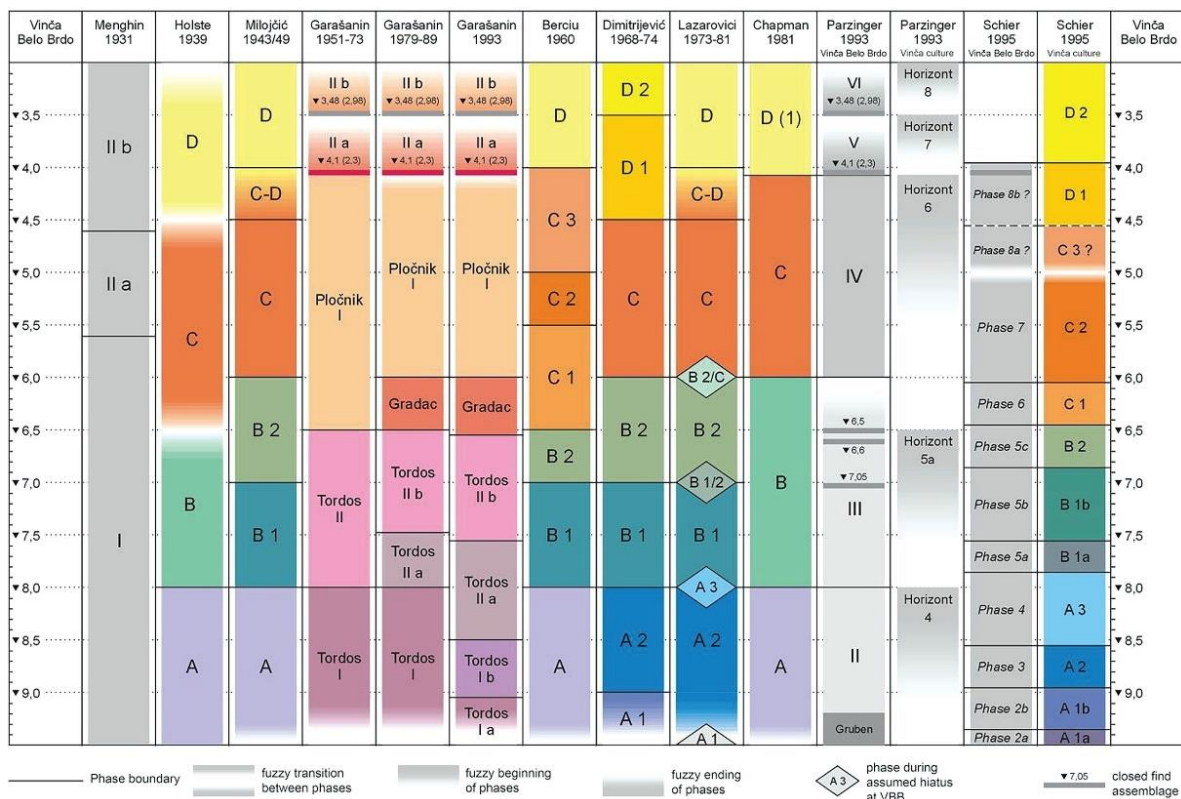 Vinča
Belo Brdo
Menghin
1931
Holste
1939
Milojčić
1943/49
Garašanin
1951-73
Garašanin
1979-89
Garašanin
1993
Berciu
1960
Dimitrijević
1968-74
Lazarovici
1973-81
Chapman
1981
Parzinger
1993
Vinča Belo Brdo
Parzinger
1993
Vinča culture
Schier
1995
Vinča Belo Brdo
Schier
1995
Vinča culture
Vinča
Belo Brdo
▼3,5
▼4,0
▼4,5
▼5,0
▼5,5
▼6,0
▼6,5
▼7,0
▼7,5
▼8,0
▼8,5
▼9,0
II b
II a
I
D
C
B
A
D
C-D
C
B 2
B 1
A
II b
▼3,48 (2,98)
II a
▼4,1 (2,3)
Pločnik
I
Tordos
II
Tordos
I
II b
▼3,48 (2,98)
II a
▼4,1 (2,3)
Pločnik
I
Gradac
Tordos
II b
Tordos
II a
Tordos
I
II b
▼3,48 (2,98)
II a
▼4,1 (2,3)
Pločnik
I
Gradac
Tordos
II b
Tordos
II a
Tordos
I b
Tordos
I a
D
C 3
C 2
C 1
B 2
B 1
A
D 2
D 1
C
B 2
B 1
A 2
A 1
D
C-D
C
B 2/C
B 2
B 1/2
B 1
A 3
A 2
A 1
D (1)
C
B
A
VI
▼3,48 (2,98)
V
▼4,1 (2,3)
IV
▼6,5
▼6,6
▼7,05
III
II
Gruben
Horizont
8
Horizont
7
Horizont
6
Horizont
5a
Horizont
4
Phase 8b ?
Phase 8a ?
Phase 7
Phase 6
Phase 5c
Phase 5b
Phase 5a
Phase 4
Phase 3
Phase 2b
Phase 2a
D 2
D 1
C 3 ?
C 2
C 1
B 2
B 1b
B 1a
A 3
A 2
A 1b
A 1a
▼3,5
▼4,0
▼4,5
▼5,0
▼5,5
▼6,0
▼6,5
▼7,0
▼7,5
▼8,0
▼8,5
▼9,0
Phase boundary
fuzzy transition
between phases
fuzzy beginning
of phases
fuzzy ending
of phases
A 3
phase during
assumed hiatus
at VBB
▼7,05
closed find
assemblage